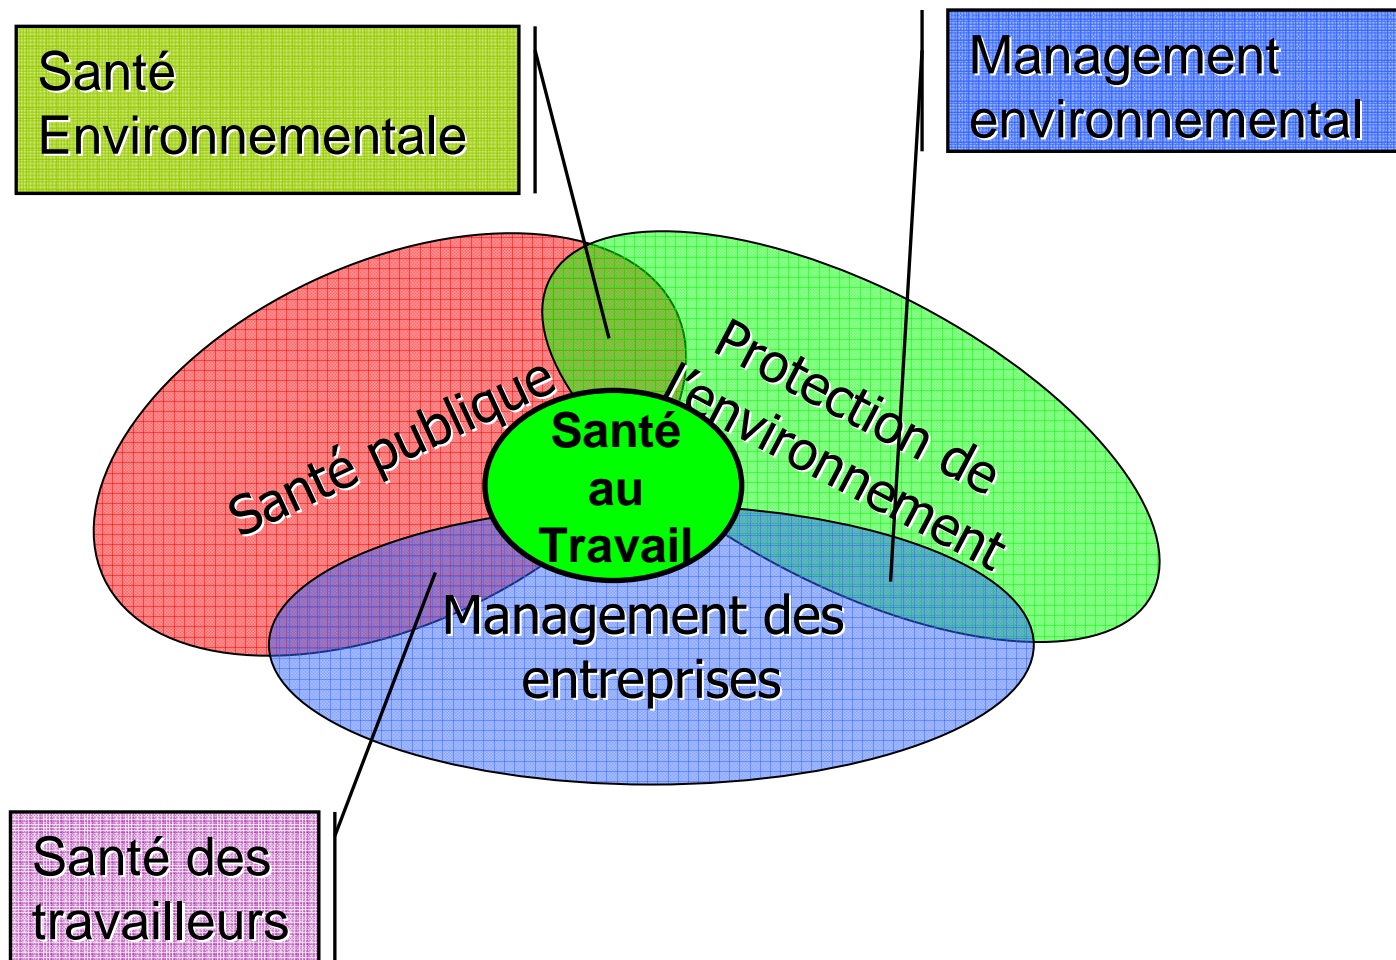 Santé
Environnementale
Management
environnemental
Santé publique
Protection de
l'environnement
Santé
au
Travail
Management des
entreprises
Santé des
travailleurs